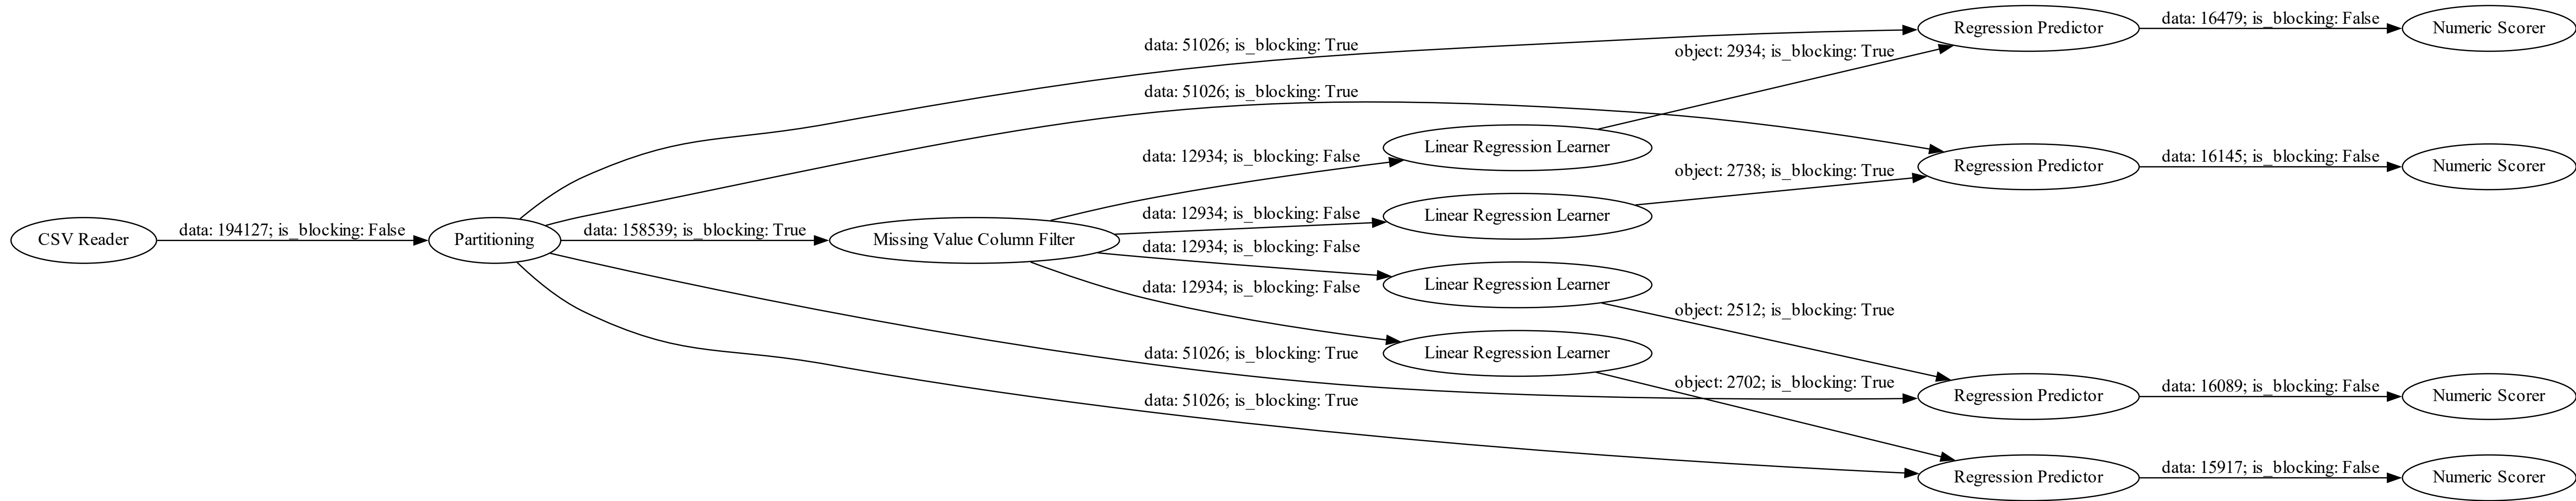 Regression Predictor
data: 16479; is_blocking: False
Numeric Scorer
data: 51026; is_blocking: True
object: 2934; is_blocking: True
data: 51026; is_blocking: True
Linear Regression Learner
data: 12934; is_blocking: False
Regression Predictor
data: 16145; is_blocking: False
Numeric Scorer
object: 2738; is_blocking: True
data: 12934; is_blocking: False
Linear Regression Learner
CSV Reader
data: 194127; is_blocking: False
Partitioning
data: 158539; is_blocking: True
Missing Value Column Filter
data: 12934; is_blocking: False
Linear Regression Learner
data: 12934; is_blocking: False
object: 2512; is_blocking: True
Linear Regression Learner
data: 51026; is_blocking: True
object: 2702; is_blocking: True
Regression Predictor
data: 16089; is_blocking: False
Numeric Scorer
data: 51026; is_blocking: True
Regression Predictor
data: 15917; is_blocking: False
Numeric Scorer